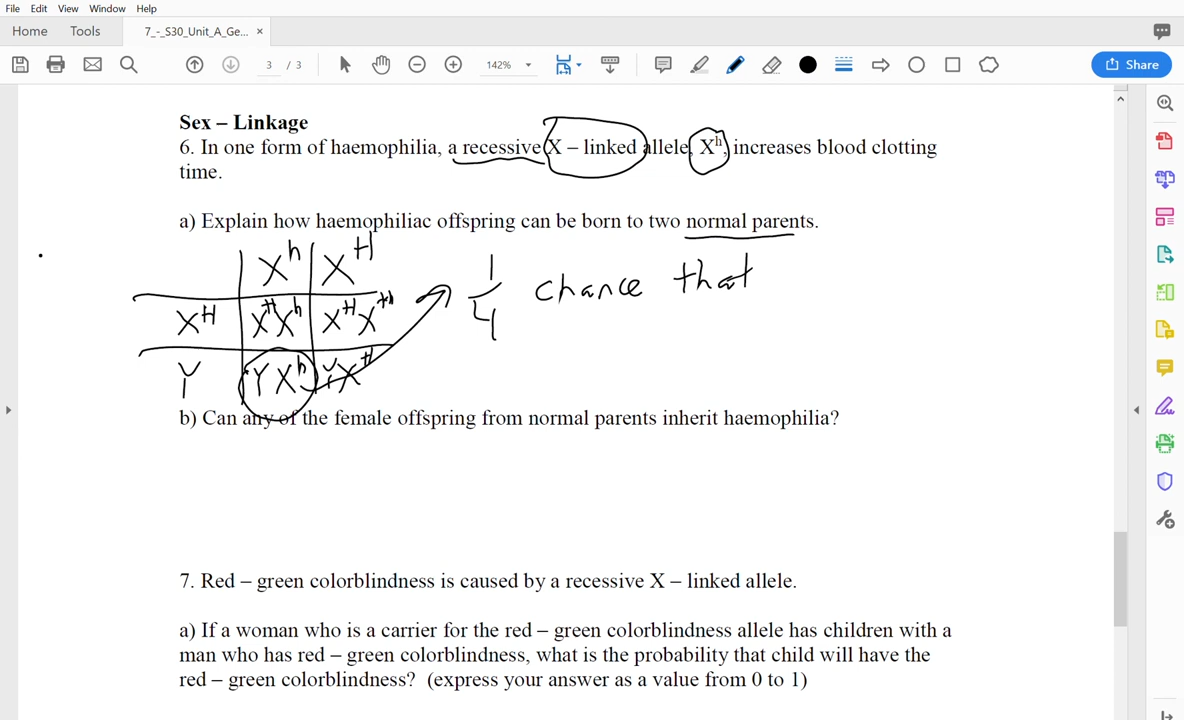 File Edit View Window Help
Home Tools 7_-_S30_Unit_A_Ge... ×
3 / 3 142% Share
Sex – Linkage
6. In one form of haemophilia, a recessive X – linked allele, Xh, increases blood clotting
time.
a) Explain how haemophiliac offspring can be born to two normal parents.
Xh XH
XH XHXh XHXH
Y YXh YXH
1/4 chance that
b) Can any of the female offspring from normal parents inherit haemophilia?
7. Red – green colorblindness is caused by a recessive X – linked allele.
a) If a woman who is a carrier for the red – green colorblindness allele has children with a
man who has red – green colorblindness, what is the probability that child will have the
red – green colorblindness? (express your answer as a value from 0 to 1)